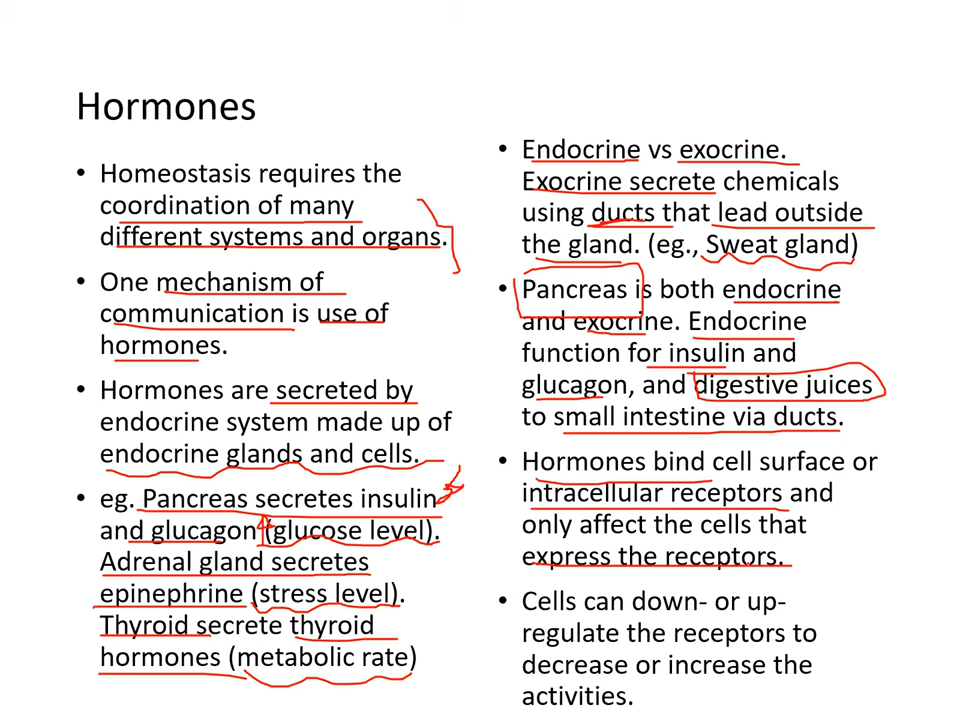 Hormones
• Homeostasis requires the
coordination of many
different systems and organs.
• One mechanism of
communication is use of
hormones.
• Hormones are secreted by
endocrine system made up of
endocrine glands and cells.
• eg. Pancreas secretes insulin
and glucagon (glucose level).
Adrenal gland secretes
epinephrine (stress level).
Thyroid secrete thyroid
hormones (metabolic rate)
• Endocrine vs exocrine.
Exocrine secrete chemicals
using ducts that lead outside
the gland. (eg., Sweat gland)
• Pancreas is both endocrine
and exocrine. Endocrine
function for insulin and
glucagon, and digestive juices
to small intestine via ducts.
• Hormones bind cell surface or
intracellular receptors and
only affect the cells that
express the receptors.
• Cells can down- or up-
regulate the receptors to
decrease or increase the
activities.